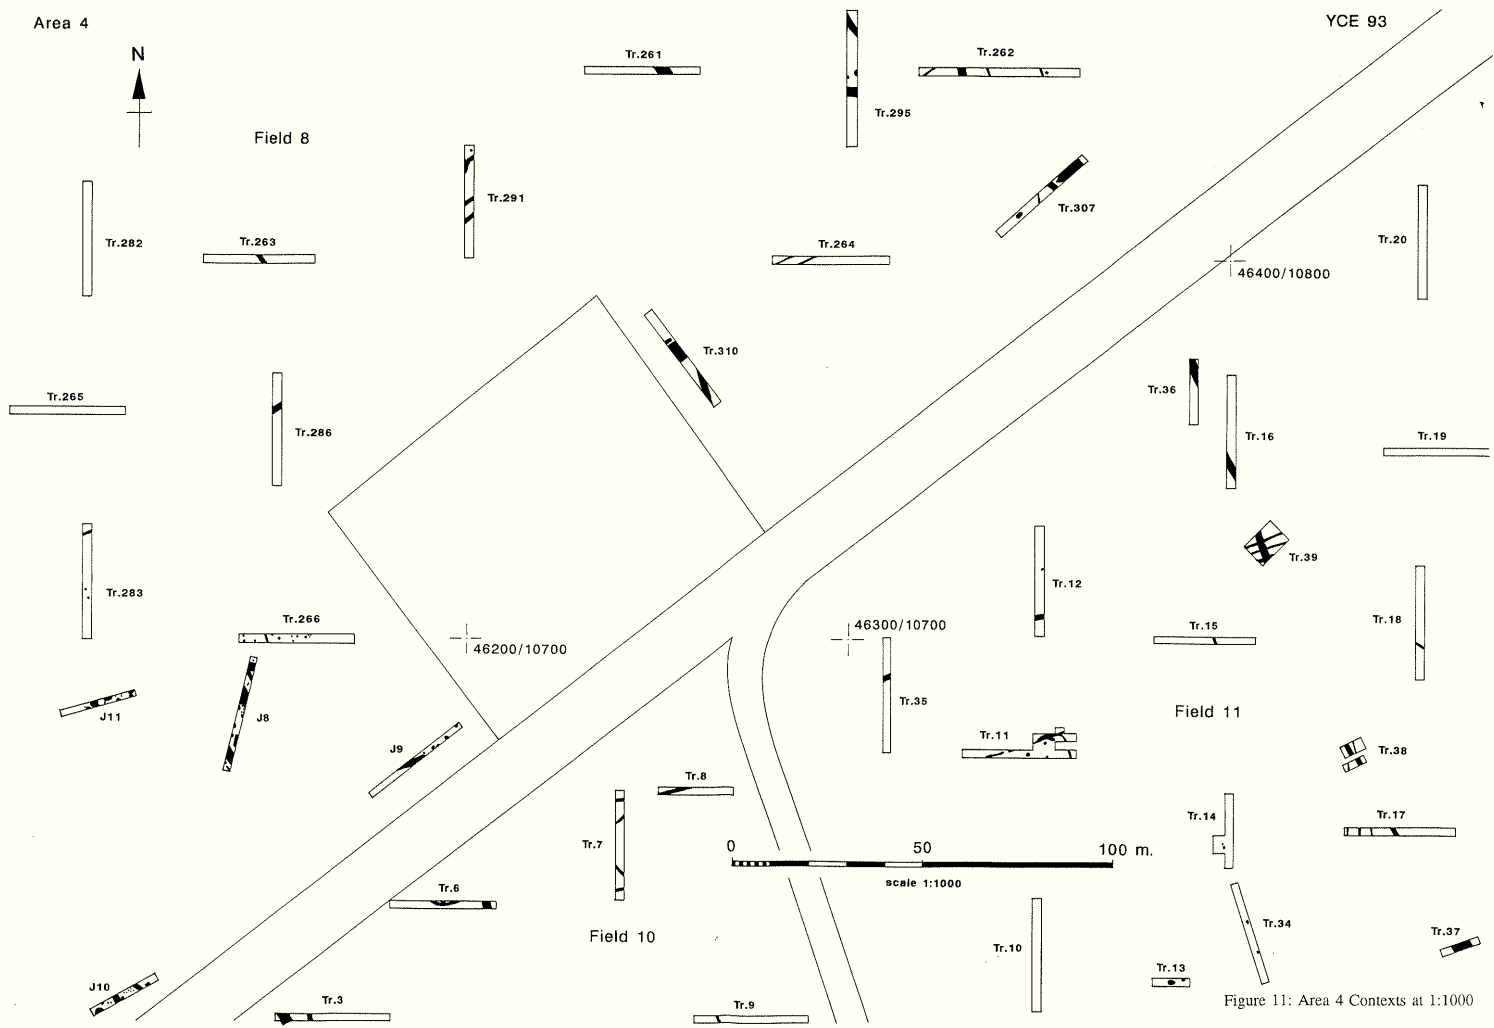 Area 4
YCE 93
N
Tr.261
Tr.262
Tr.295
Field 8
Tr.291
Tr.307
Tr.282
Tr.263
Tr.264
Tr.20
46400/10800
Tr.310
Tr.36
Tr.265
Tr.286
Tr.16
Tr.19
Tr.39
Tr.283
Tr.12
Tr.266
46300/10700
Tr.15
Tr.18
46200/10700
Tr.35
J11
J8
Field 11
J9
Tr.11
Tr.38
Tr.8
Tr.14
Tr.17
Tr.7
0 50 100 m.
scale 1:1000
Tr.6
Tr.34
Field 10
Tr.10
Tr.37
Tr.13
J10
Tr.3
Tr.9
Figure 11: Area 4 Contexts at 1:1000